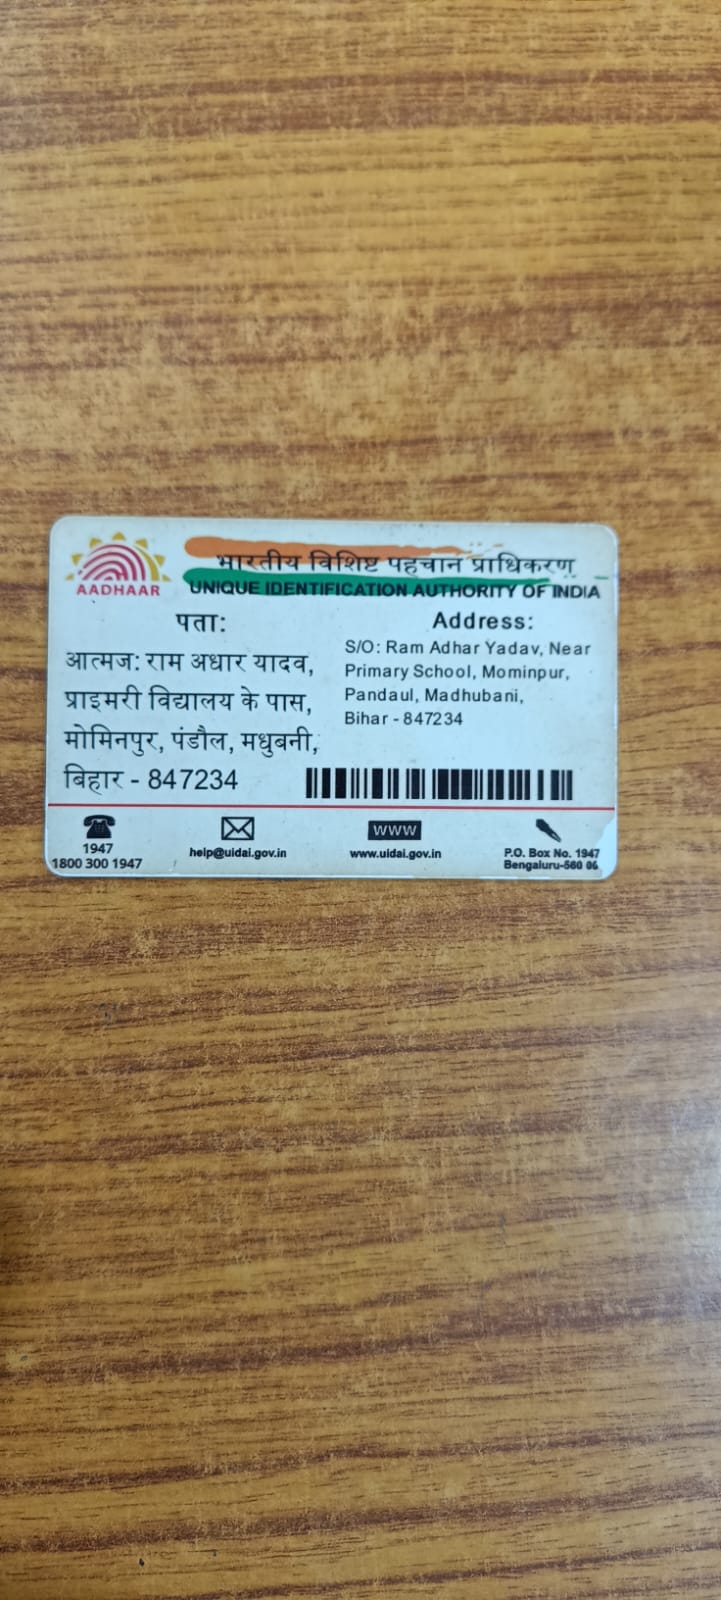 भारतीय विशिष्ट पहचान प्राधिकरण
AADHAAR
UNIQUE IDENTIFICATION AUTHORITY OF INDIA
पता:
आत्मज: राम अधार यादव,
प्राइमरी विद्यालय के पास,
मोमिनपुर, पंडौल, मधुबनी,
बिहार - 847234
Address:
S/O: Ram Adhar Yadav, Near
Primary School, Mominpur,
Pandaul, Madhubani,
Bihar - 847234
1947
1800 300 1947
help@uidai.gov.in
www
www.uidai.gov.in
P.O. Box No. 1947
Bengaluru-560